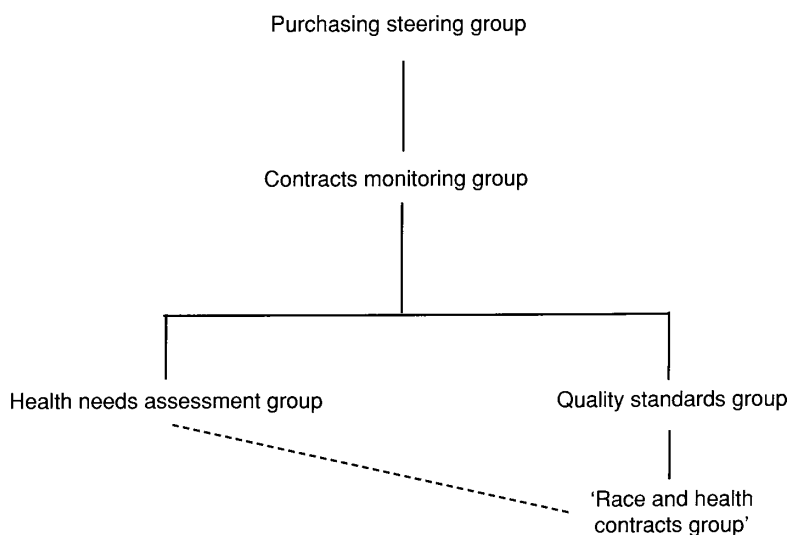 Purchasing steering group
Contracts monitoring group
Health needs assessment group
Quality standards group
‘Race and health
contracts group’